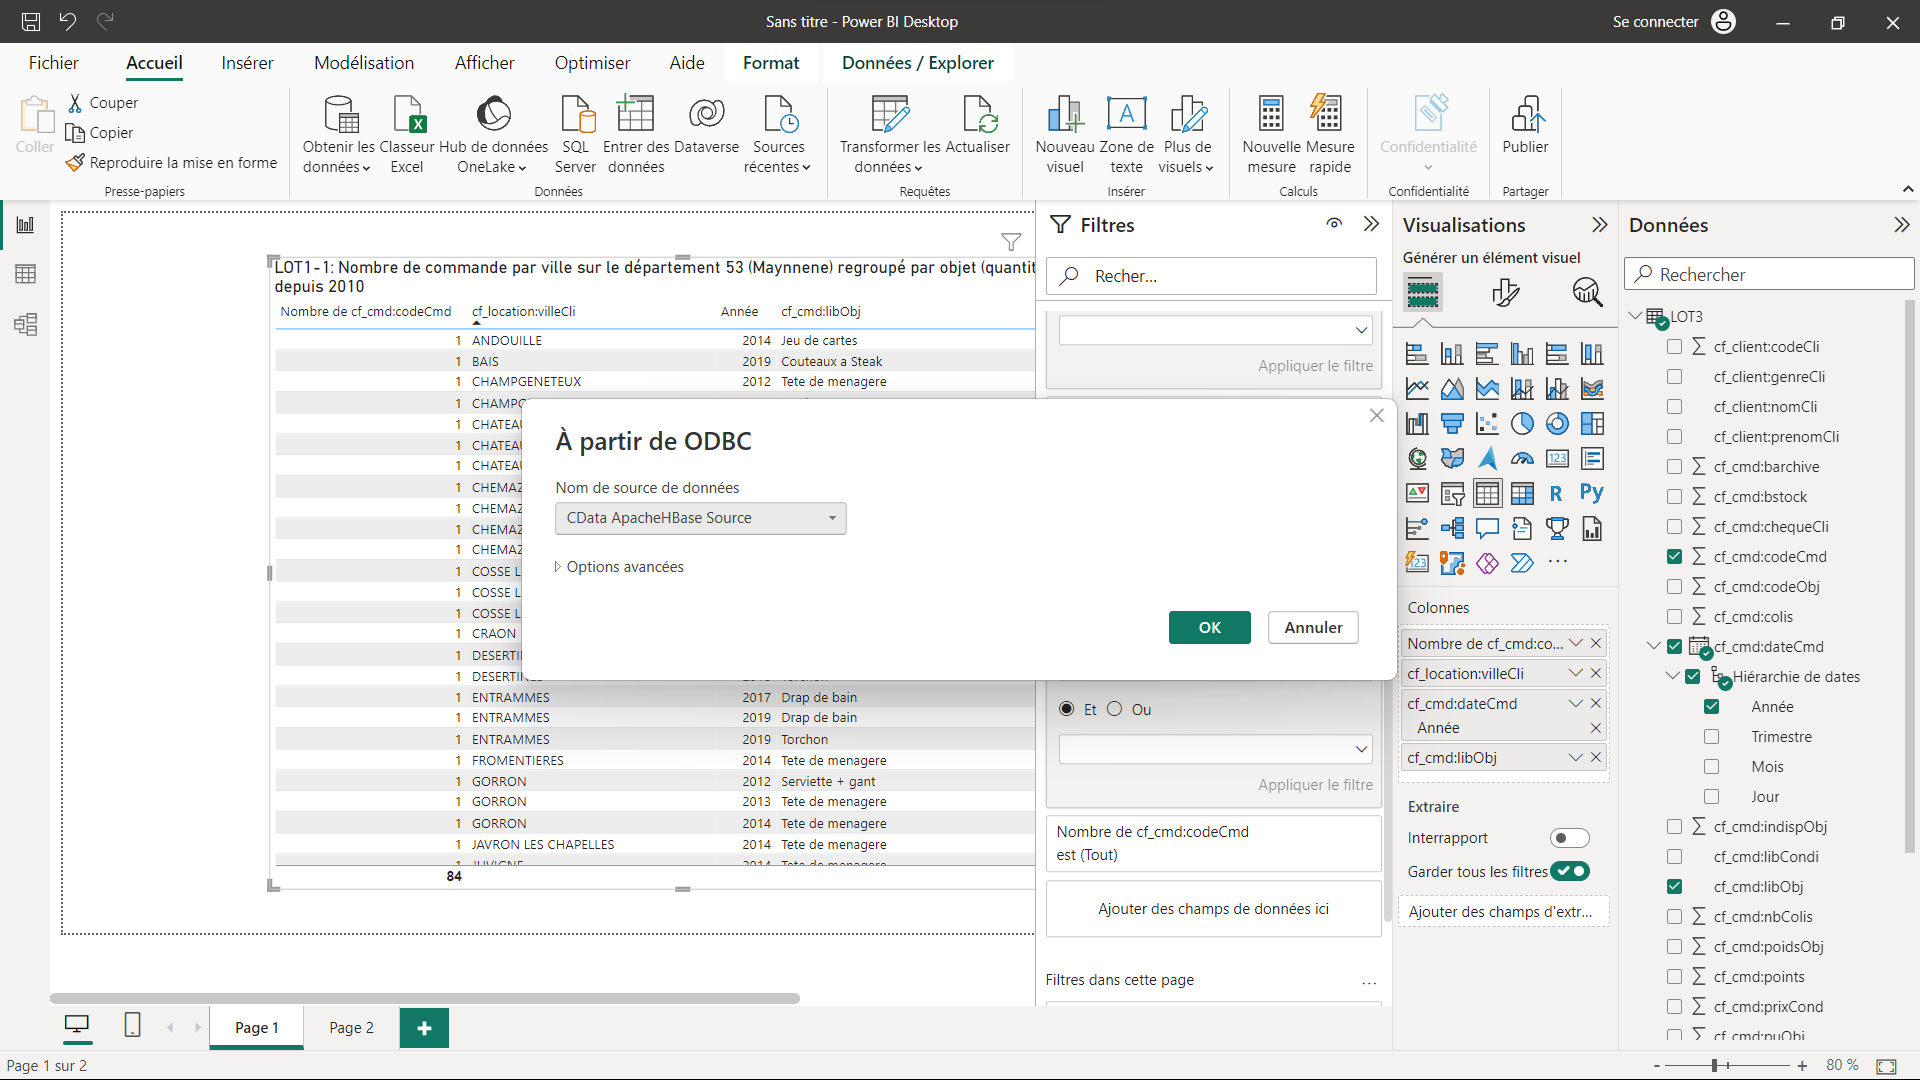 Sans titre - Power BI Desktop
Se connecter
Fichier
Accueil
Insérer
Modélisation
Afficher
Optimiser
Aide
Format
Données / Explorer
Coller
Couper
Copier
Reproduire la mise en forme
Presse-papiers
Obtenir les
données
Classeur
Excel
Hub de données
OneLake
SQL
Server
Entrer des
données
Dataverse
Sources
récentes
Données
Transformer les
données
Actualiser
Requêtes
Nouveau
visuel
Zone de
texte
Plus de
visuels
Insérer
Nouvelle
mesure
Mesure
rapide
Calculs
Confidentialité
Confidentialité
Publier
Partager
LOT1-1: Nombre de commande par ville sur le département 53 (Maynnene) regroupé par objet (quantit
depuis 2010
Nombre de cf_cmd:codeCmd cf_location:villeCli Année cf_cmd:libObj
1 ANDOUILLE 2014 Jeu de cartes
1 BAIS 2019 Couteaux a Steak
1 CHAMPGENETEUX 2012 Tete de menagere
1 CHAMPG
1 CHATEAU
1 CHATEAU
1 CHATEAU
1 CHEMAZ
1 CHEMAZ
1 CHEMAZ
1 CHEMAZ
1 COSSE L
1 COSSE L
1 COSSE L
1 CRAON
1 DESERTI
1 DESERTI
1 ENTRAMMES 2017 Drap de bain
1 ENTRAMMES 2019 Drap de bain
1 ENTRAMMES 2019 Torchon
1 FROMENTIERES 2014 Tete de menagere
1 GORRON 2012 Serviette + gant
1 GORRON 2013 Tete de menagere
1 GORRON 2014 Tete de menagere
1 JAVRON LES CHAPELLES 2014 Tete de menagere
1 JUVIGNE 2014 Tete de menagere
84
À partir de ODBC
Nom de source de données
CData ApacheHBase Source
Options avancées
OK
Annuler
Filtres
Recher...
Appliquer le filtre
Et
Ou
Appliquer le filtre
Nombre de cf_cmd:codeCmd
est (Tout)
Ajouter des champs de données ici
Filtres dans cette page
...
Visualisations
Générer un élément visuel
123
R
Py
123
...
Colonnes
Nombre de cf_cmd:co...
cf_location:villeCli
cf_cmd:dateCmd
Année
cf_cmd:libObj
Extraire
Interrapport
Garder tous les filtres
Ajouter des champs d'extr...
Données
Rechercher
LOT3
cf_client:codeCli
cf_client:genreCli
cf_client:nomCli
cf_client:prenomCli
cf_cmd:barchive
cf_cmd:bstock
cf_cmd:chequeCli
cf_cmd:codeCmd
cf_cmd:codeObj
cf_cmd:colis
cf_cmd:dateCmd
Hiérarchie de dates
Année
Trimestre
Mois
Jour
cf_cmd:indispObj
cf_cmd:libCondi
cf_cmd:libObj
cf_cmd:nbColis
cf_cmd:poidsObj
cf_cmd:points
cf_cmd:prixCond
cf_cmd:puObj
Page 1
Page 2
+
Page 1 sur 2
- + 80 %